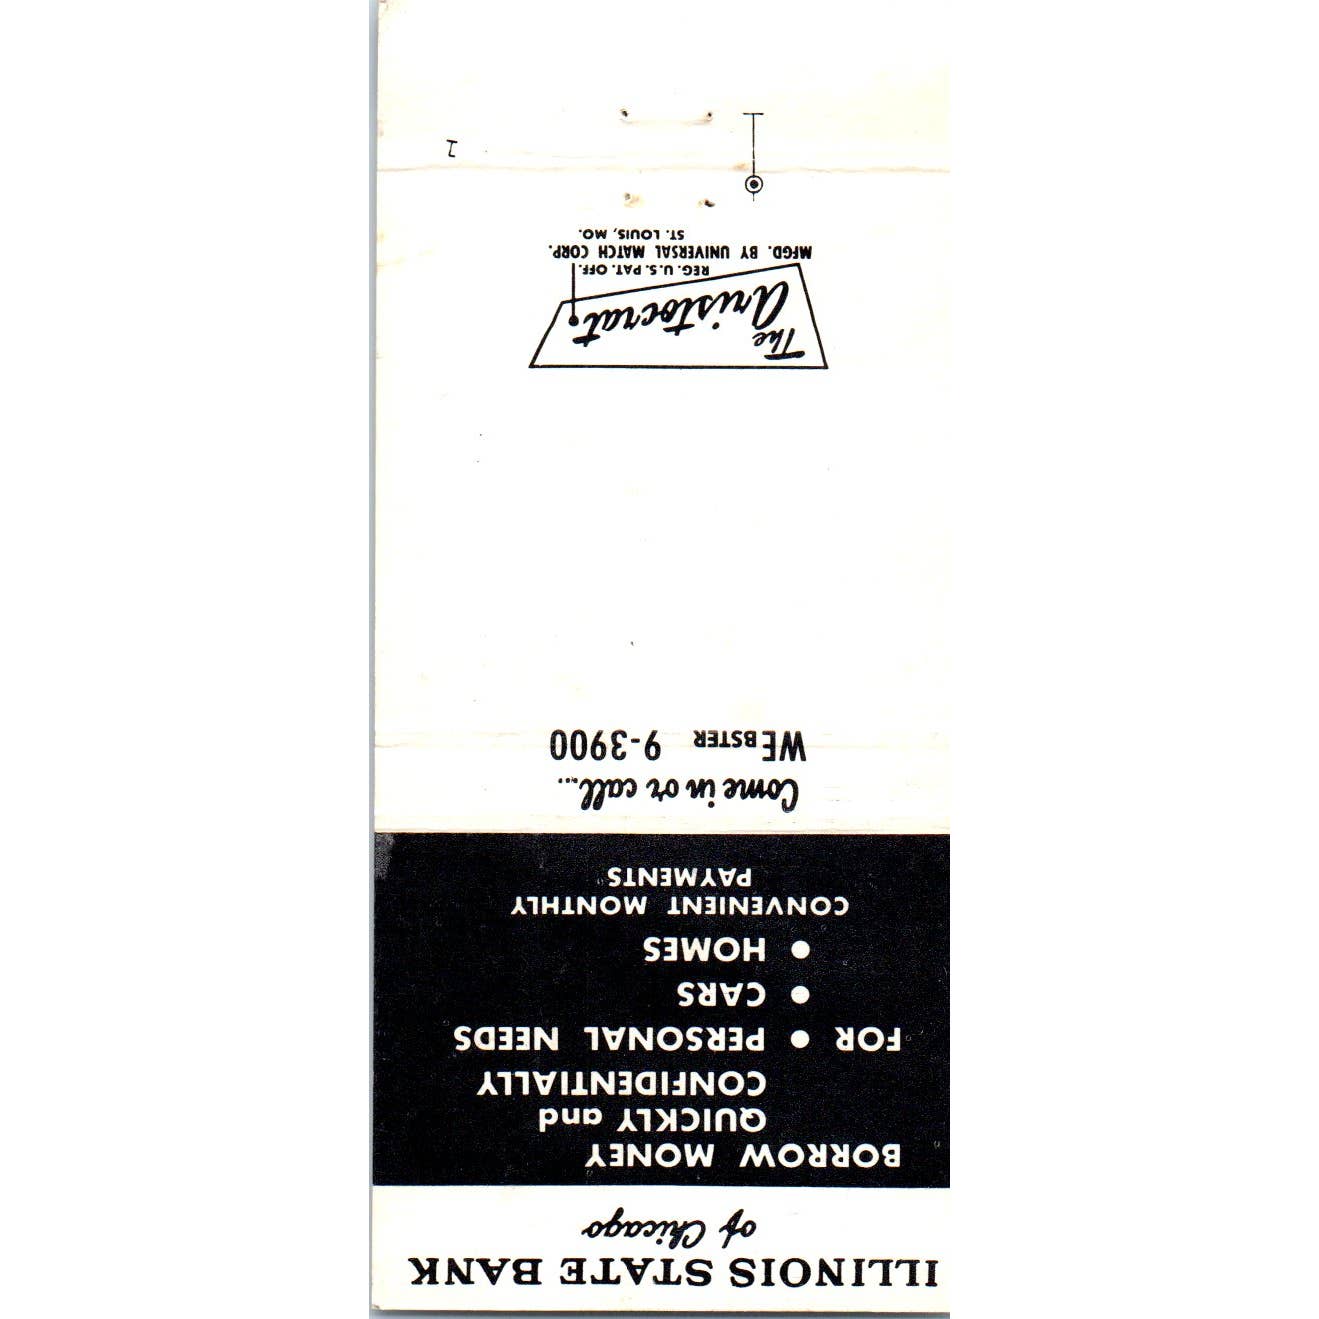 ILLINOIS STATE BANK
of Chicago
BORROW MONEY
QUICKLY and
CONFIDENTIALLY
FOR • PERSONAL NEEDS
• CARS
• HOMES
CONVENIENT MONTHLY
PAYMENTS
Come in or call...
WEBSTER 9-3900
The
Aristocrat
REG. U.S. PAT. OFF.
MFGD. BY UNIVERSAL MATCH CORP.
ST. LOUIS, MO.